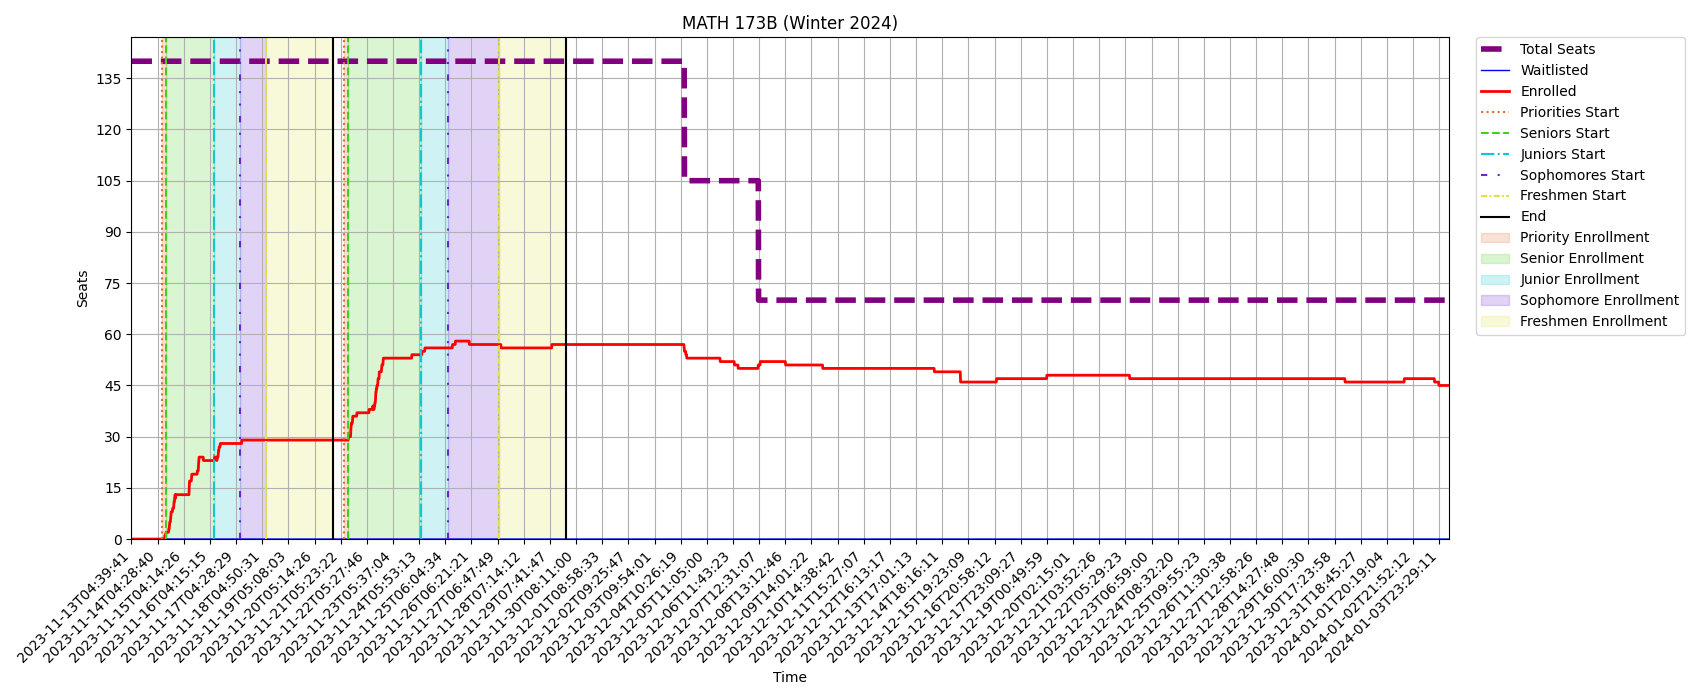 MATH 173B (Winter 2024)
Seats
135
120
105
90
75
60
45
30
15
0
2023-11-13T04:39:41
2023-11-14T04:28:40
2023-11-15T04:14:26
2023-11-16T04:15:15
2023-11-17T04:28:29
2023-11-18T04:50:31
2023-11-19T05:08:03
2023-11-20T05:14:26
2023-11-21T05:23:22
2023-11-22T05:27:46
2023-11-23T05:37:04
2023-11-24T05:53:13
2023-11-25T06:04:34
2023-11-26T06:21:21
2023-11-27T06:47:49
2023-11-28T07:14:12
2023-11-29T07:41:47
2023-11-30T08:11:00
2023-12-01T08:58:33
2023-12-02T09:25:47
2023-12-03T09:54:01
2023-12-04T10:26:19
2023-12-05T11:05:00
2023-12-06T11:43:23
2023-12-07T12:31:07
2023-12-08T13:12:46
2023-12-09T14:01:22
2023-12-10T14:38:42
2023-12-11T15:27:07
2023-12-12T16:13:17
2023-12-13T17:01:13
2023-12-14T18:16:11
2023-12-15T19:23:09
2023-12-16T20:58:12
2023-12-17T23:09:27
2023-12-19T00:49:59
2023-12-20T02:15:01
2023-12-21T03:52:26
2023-12-22T05:29:23
2023-12-23T06:59:00
2023-12-24T08:32:20
2023-12-25T09:55:23
2023-12-26T11:30:38
2023-12-27T12:58:26
2023-12-28T14:27:48
2023-12-29T16:00:30
2023-12-30T17:23:58
2023-12-31T18:45:27
2024-01-01T20:19:04
2024-01-02T21:52:12
2024-01-03T23:29:11
Time
Total Seats
Waitlisted
Enrolled
Priorities Start
Seniors Start
Juniors Start
Sophomores Start
Freshmen Start
End
Priority Enrollment
Senior Enrollment
Junior Enrollment
Sophomore Enrollment
Freshmen Enrollment